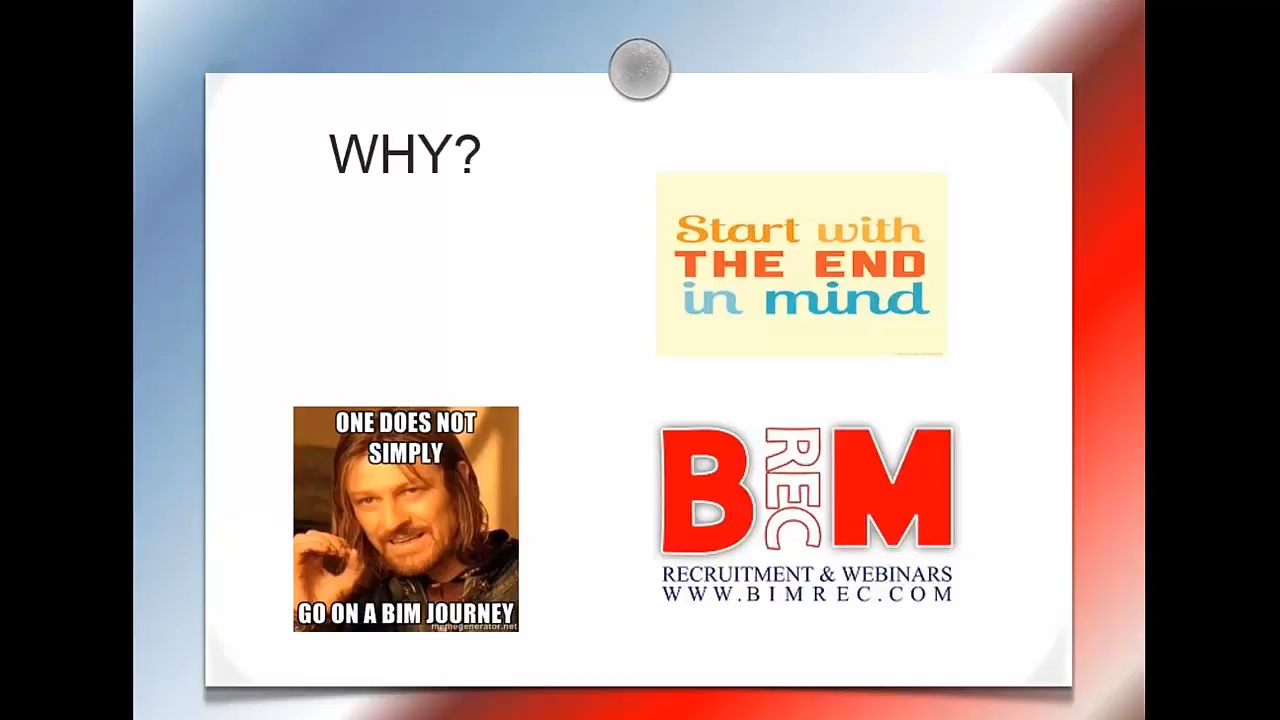 WHY?
Start with
THE END
in mind
ONE DOES NOT
SIMPLY
GO ON A BIM JOURNEY
memegenerator.net
B REC M
RECRUITMENT & WEBINARS
WWW.BIMREC.COM